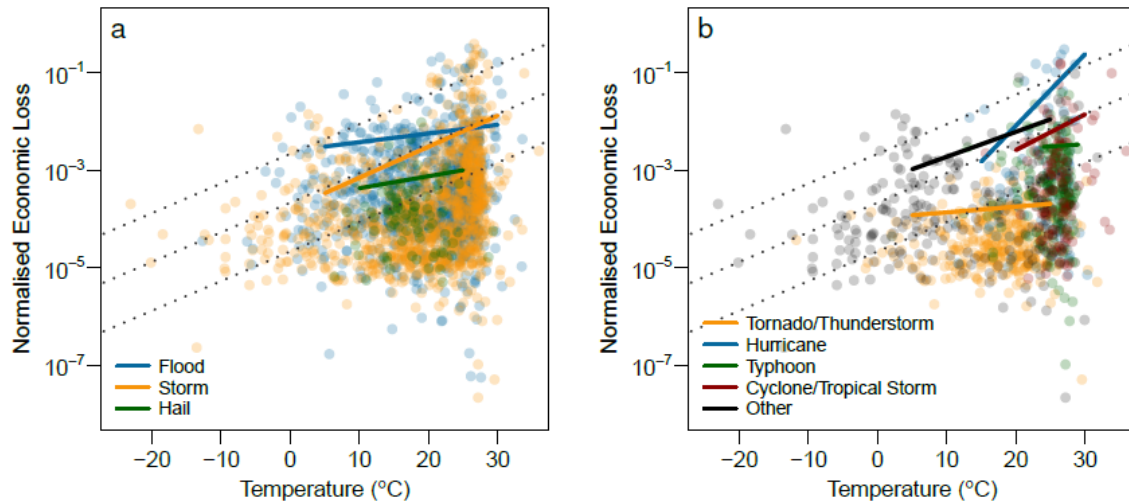 a
Normalised Economic Loss
10⁻¹
10⁻³
10⁻⁵
10⁻⁷
Flood
Storm
Hail
−20 −10 0 10 20 30
Temperature (°C)
b
Normalised Economic Loss
10⁻¹
10⁻³
10⁻⁵
10⁻⁷
Tornado/Thunderstorm
Hurricane
Typhoon
Cyclone/Tropical Storm
Other
−20 −10 0 10 20 30
Temperature (°C)